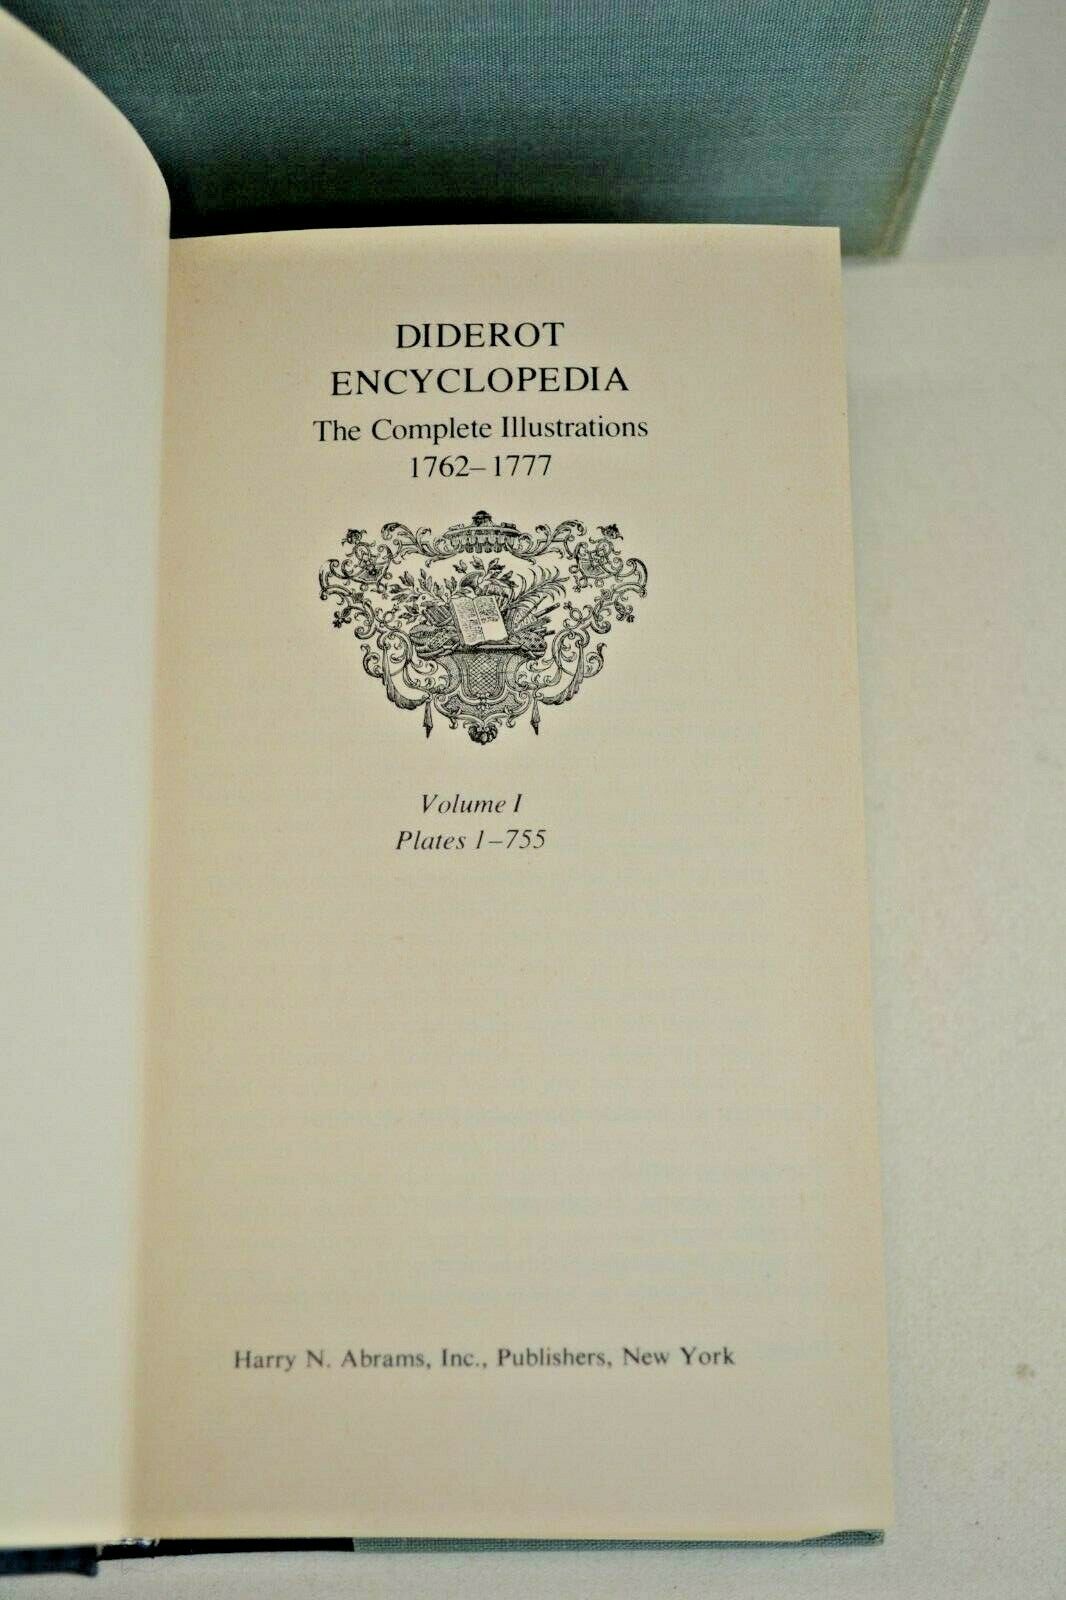 DIDEROT
ENCYCLOPEDIA
The Complete Illustrations
1762–1777
Volume I
Plates 1–755
Harry N. Abrams, Inc., Publishers, New York